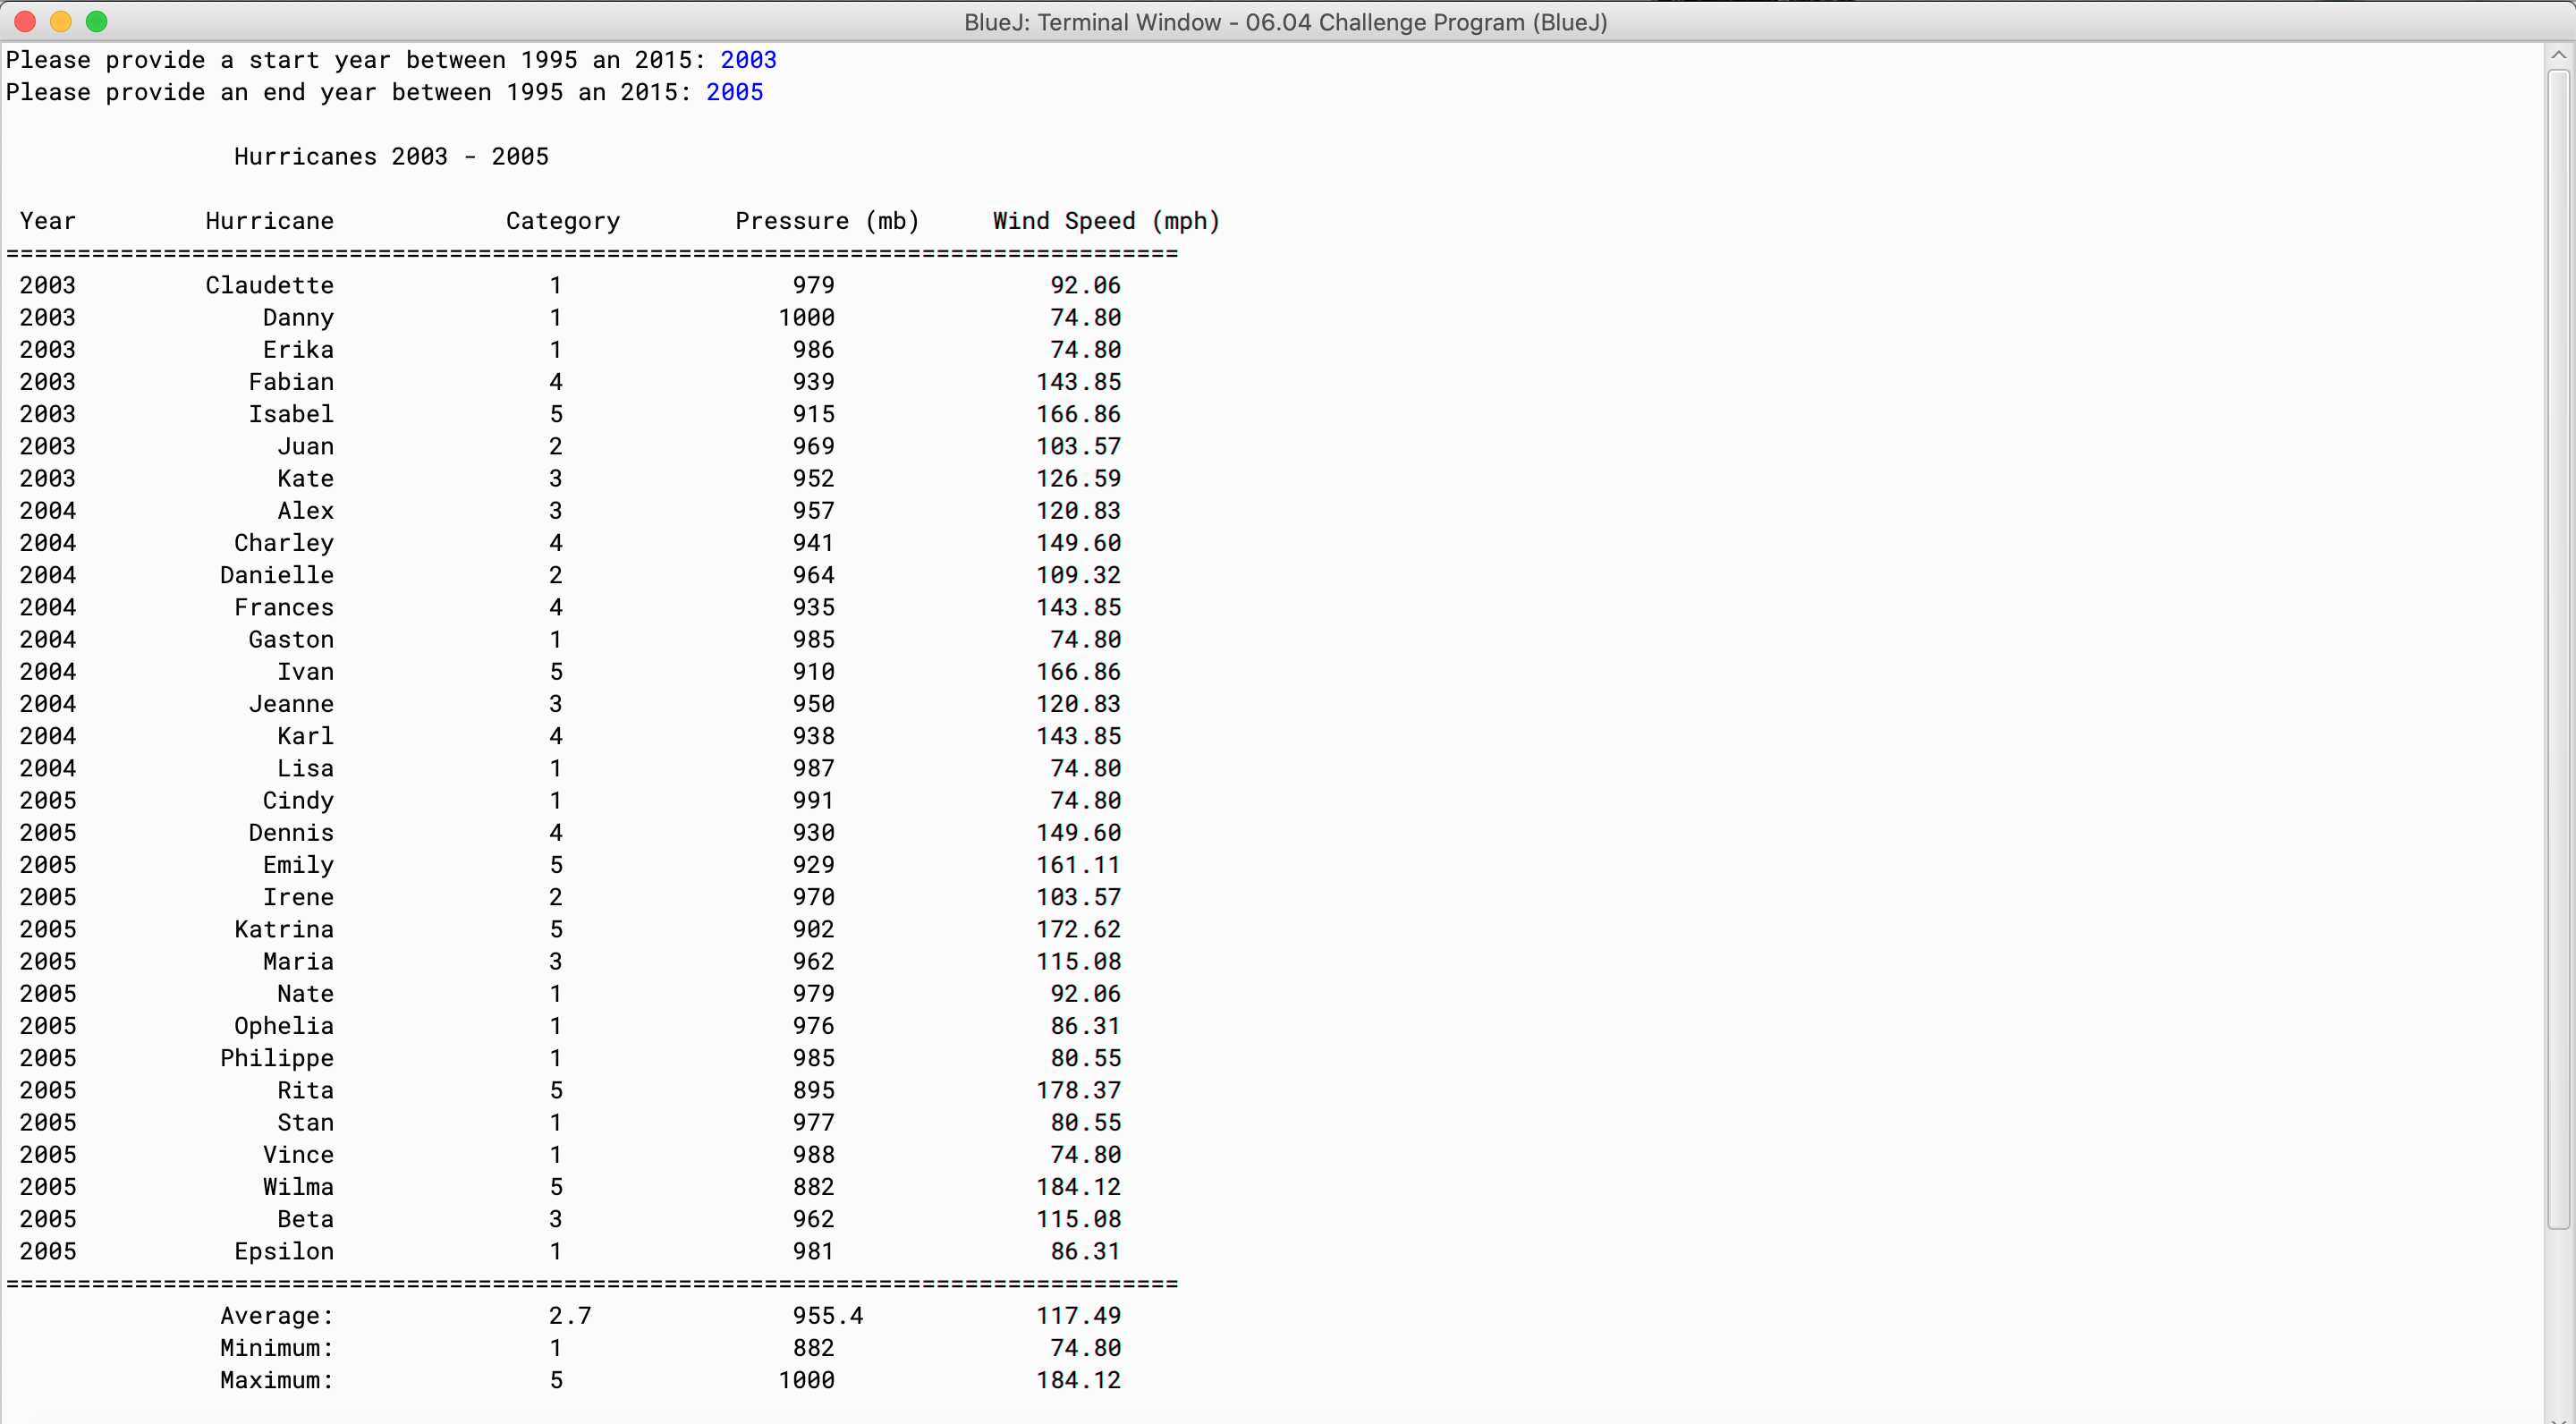 BlueJ: Terminal Window - 06.04 Challenge Program (BlueJ)
Please provide a start year between 1995 an 2015: 2003
Please provide an end year between 1995 an 2015: 2005
Hurricanes 2003 - 2005
Year Hurricane Category Pressure (mb) Wind Speed (mph)
==================================================================================
2003 Claudette 1 979 92.06
2003 Danny 1 1000 74.80
2003 Erika 1 986 74.80
2003 Fabian 4 939 143.85
2003 Isabel 5 915 166.86
2003 Juan 2 969 103.57
2003 Kate 3 952 126.59
2004 Alex 3 957 120.83
2004 Charley 4 941 149.60
2004 Danielle 2 964 109.32
2004 Frances 4 935 143.85
2004 Gaston 1 985 74.80
2004 Ivan 5 910 166.86
2004 Jeanne 3 950 120.83
2004 Karl 4 938 143.85
2004 Lisa 1 987 74.80
2005 Cindy 1 991 74.80
2005 Dennis 4 930 149.60
2005 Emily 5 929 161.11
2005 Irene 2 970 103.57
2005 Katrina 5 902 172.62
2005 Maria 3 962 115.08
2005 Nate 1 979 92.06
2005 Ophelia 1 976 86.31
2005 Philippe 1 985 80.55
2005 Rita 5 895 178.37
2005 Stan 1 977 80.55
2005 Vince 1 988 74.80
2005 Wilma 5 882 184.12
2005 Beta 3 962 115.08
2005 Epsilon 1 981 86.31
==================================================================================
Average: 2.7 955.4 117.49
Minimum: 1 882 74.80
Maximum: 5 1000 184.12